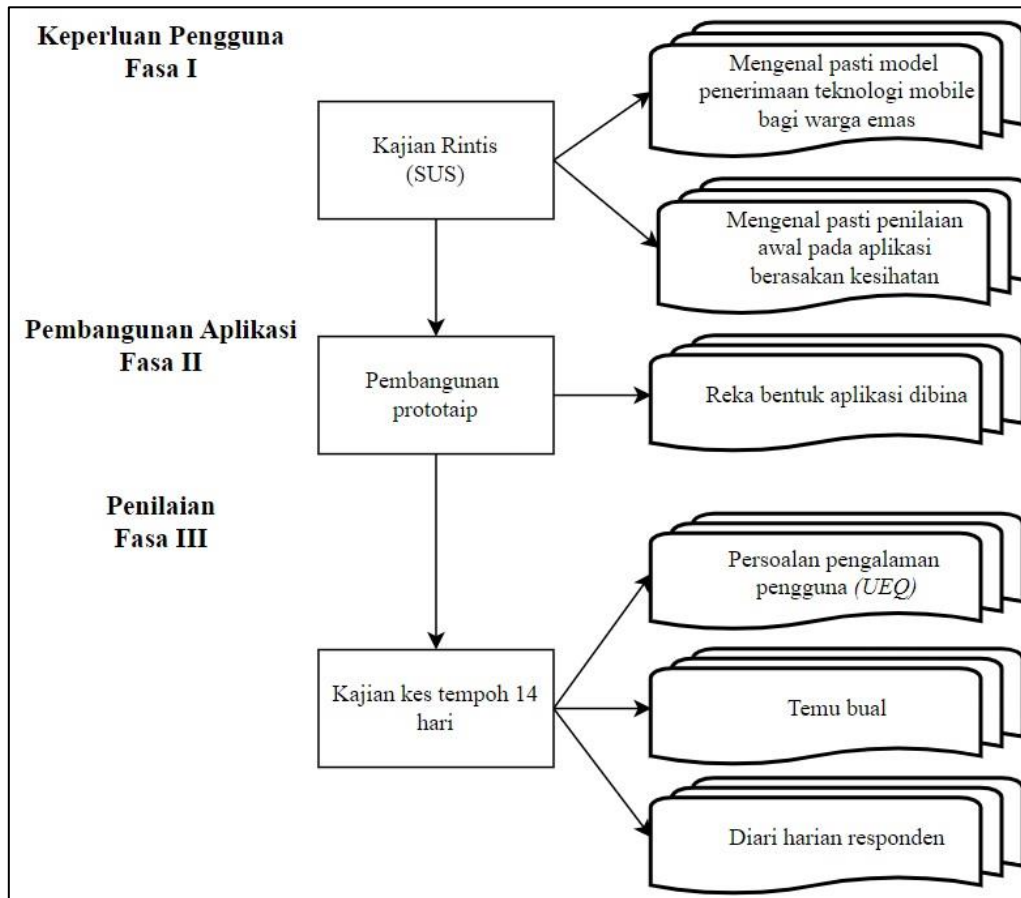 Keperluan Pengguna
Fasa I
Kajian Rintis
(SUS)
Mengenal pasti model
penerimaan teknologi mobile
bagi warga emas
Mengenal pasti penilaian
awal pada aplikasi
berasakan kesihatan
Pembangunan Aplikasi
Fasa II
Pembangunan
prototaip
Reka bentuk aplikasi dibina
Penilaian
Fasa III
Kajian kes tempoh 14
hari
Persoalan pengalaman
pengguna (UEQ)
Temu bual
Diari harian responden